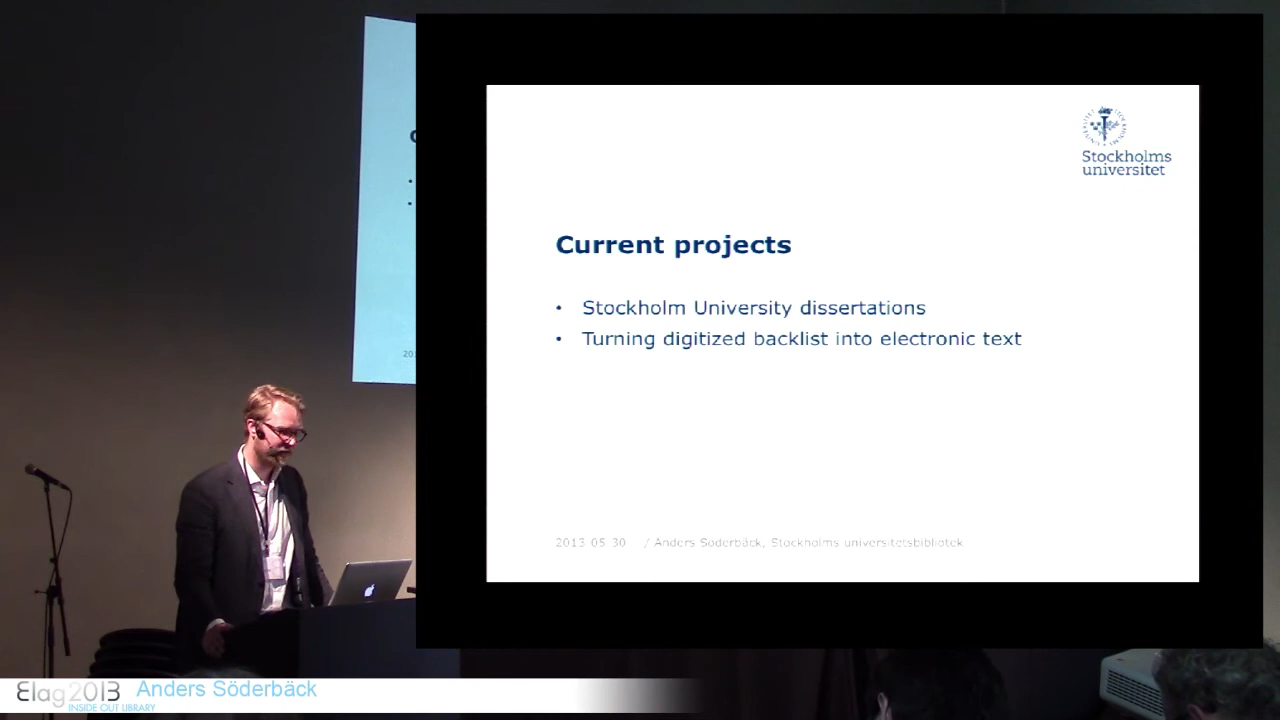 Stockholms
universitet
Current projects
• Stockholm University dissertations
• Turning digitized backlist into electronic text
2013-05-30 / Anders Söderbäck, Stockholms universitetsbibliotek
Elag2013 Anders Söderbäck
INSIDE OUT LIBRARY